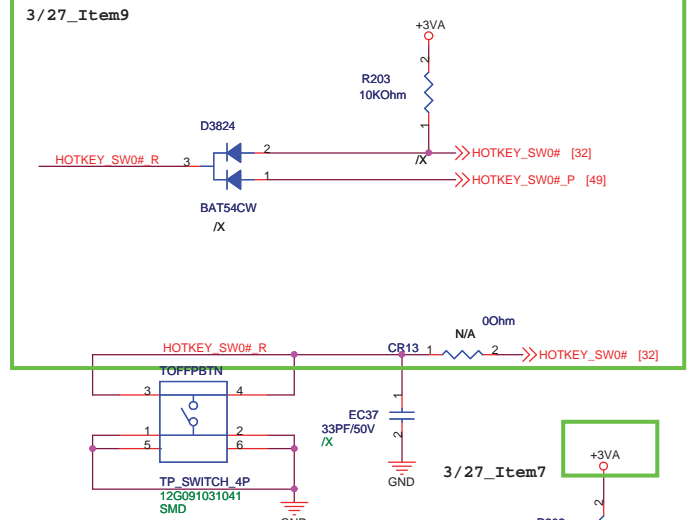 3/27_Item9
+3VA
2
R203
10KOhm
1
D3824
HOTKEY_SW0#_R
3
2
/X
HOTKEY_SW0# [32]
1
HOTKEY_SW0#_P [49]
BAT54CW
/X
0Ohm
N/A
HOTKEY_SW0#_R
CR13
1
2
HOTKEY_SW0# [32]
TOFFPBTN
3
4
1
EC37
33PF/50V
/X
2
1
2
5
6
+3VA
3/27_Item7
GND
TP_SWITCH_4P
12G091031041
SMD
2